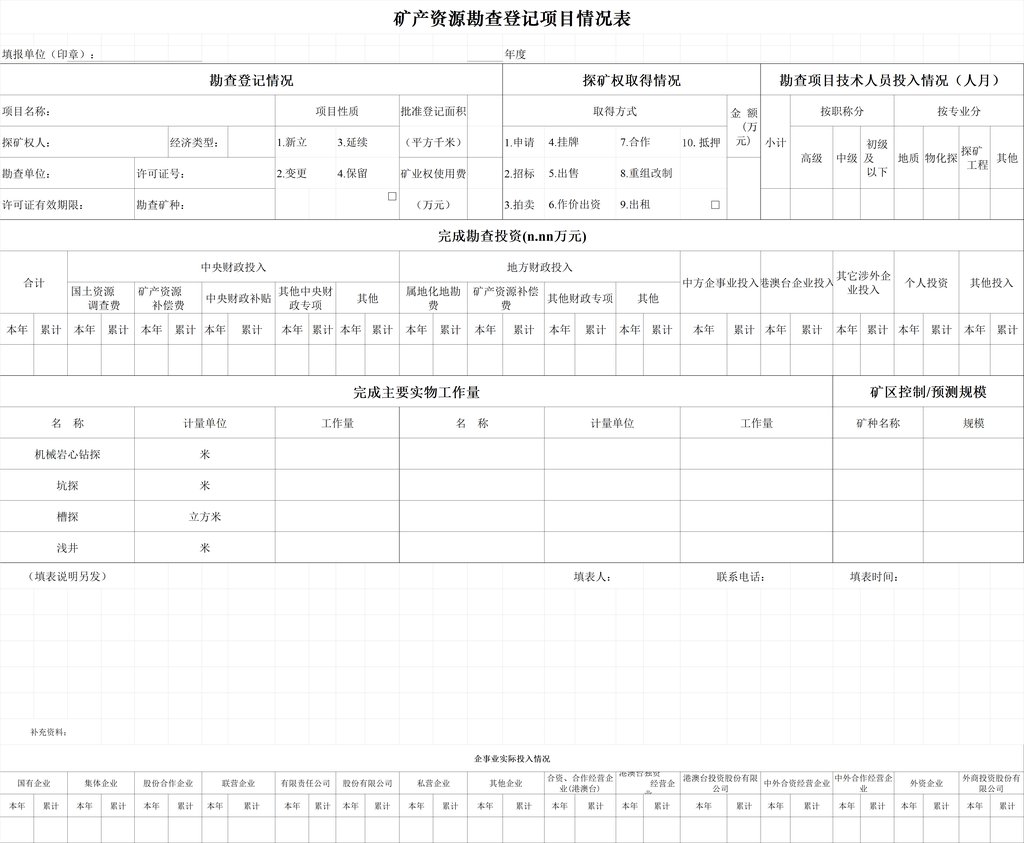 矿产资源勘查登记项目情况表
填报单位（印章）: 年度
勘查登记情况 探矿权取得情况 勘查项目技术人员投入情况（人月）
项目名称: 项目性质 批准登记面积 取得方式 金 额 按职称分 按专业分
（万
探矿权人: 经济类型: 1.新立 3.延续 （平方千米） 1.申请 4.挂牌 7.合作 10. 抵押 元） 小计 初级 探矿
高级 中级 及 地质 物化探 工程 其他
以下
勘查单位: 许可证号: 2.变更 4.保留 矿业权使用费 2.招标 5.出售 8.重组改制
□
许可证有效期限: 勘查矿种: （万元） 3.拍卖 6.作价出资 9.出租 □
完成勘查投资(n.nn万元)
中央财政投入 地方财政投入
合计 中方企事业投入 港澳台企业投入 其它涉外企 个人投资 其他投入
业投入
国土资源 矿产资源 中央财政补贴 其他中央财 其他 属地化地勘 矿产资源补偿 其他财政专项 其他
调查费 补偿费 政专项 费 费
本年 累计 本年 累计 本年 累计 本年 累计 本年 累计 本年 累计 本年 累计 本年 累计 本年 累计 本年 累计 本年 累计 本年 累计 本年 累计 本年 累计 本年 累计
完成主要实物工作量 矿区控制/预测规模
名 称 计量单位 工作量 名 称 计量单位 工作量 矿种名称 规模
机械岩心钻探 米
坑探 米
槽探 立方米
浅井 米
（填表说明另发） 填表人: 联系电话: 填表时间:
补充资料:
企事业实际投入情况
国有企业 集体企业 股份合作企业 联营企业 有限责任公司 股份有限公司 私营企业 其他企业 合资、合作经营企 港澳台独资 港澳台投资股份有限 中外合资经营企业 中外合作经营企 外资企业 外商投资股份有
业(港澳台) 经营企 公司 业 限公司
业
本年 累计 本年 累计 本年 累计 本年 累计 本年 累计 本年 累计 本年 累计 本年 累计 本年 累计 本年 累计 本年 累计 本年 累计 本年 累计 本年 累计 本年 累计